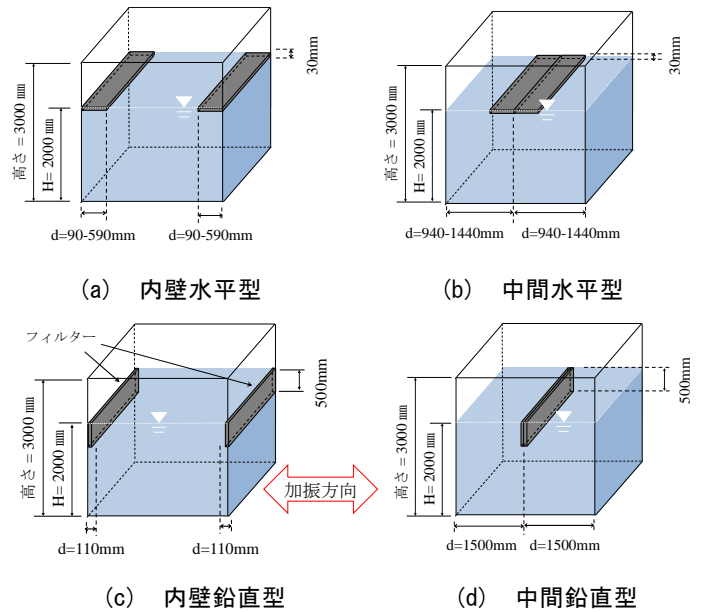 30mm
高さ = 3000 ㎜
H= 2000 ㎜
d=90-590mm
d=90-590mm
(a) 内壁水平型
30mm
高さ = 3000 ㎜
H= 2000 ㎜
d=940-1440mm
d=940-1440mm
(b) 中間水平型
フィルター
500mm
高さ = 3000 ㎜
H= 2000 ㎜
d=110mm
d=110mm
(c) 内壁鉛直型
加振方向
500mm
高さ = 3000 ㎜
H= 2000 ㎜
d=1500mm
d=1500mm
(d) 中間鉛直型